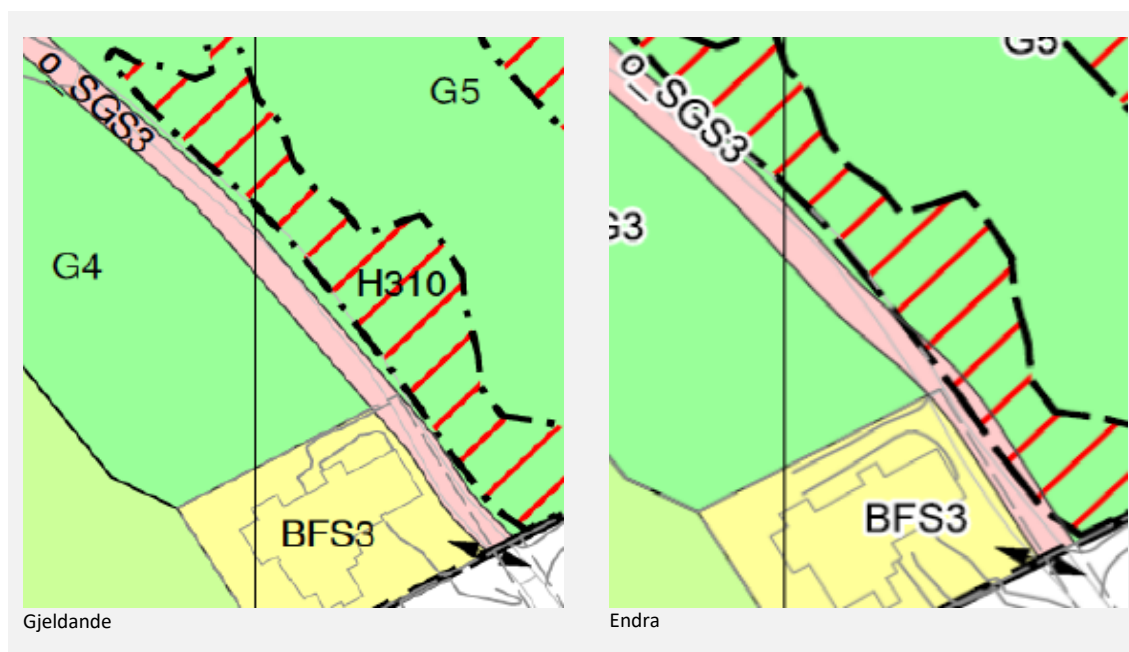 o_SGS3
G5
G4
H310
BFS3
Gjeldande
G5
o_SGS3
G3
BFS3
Endra